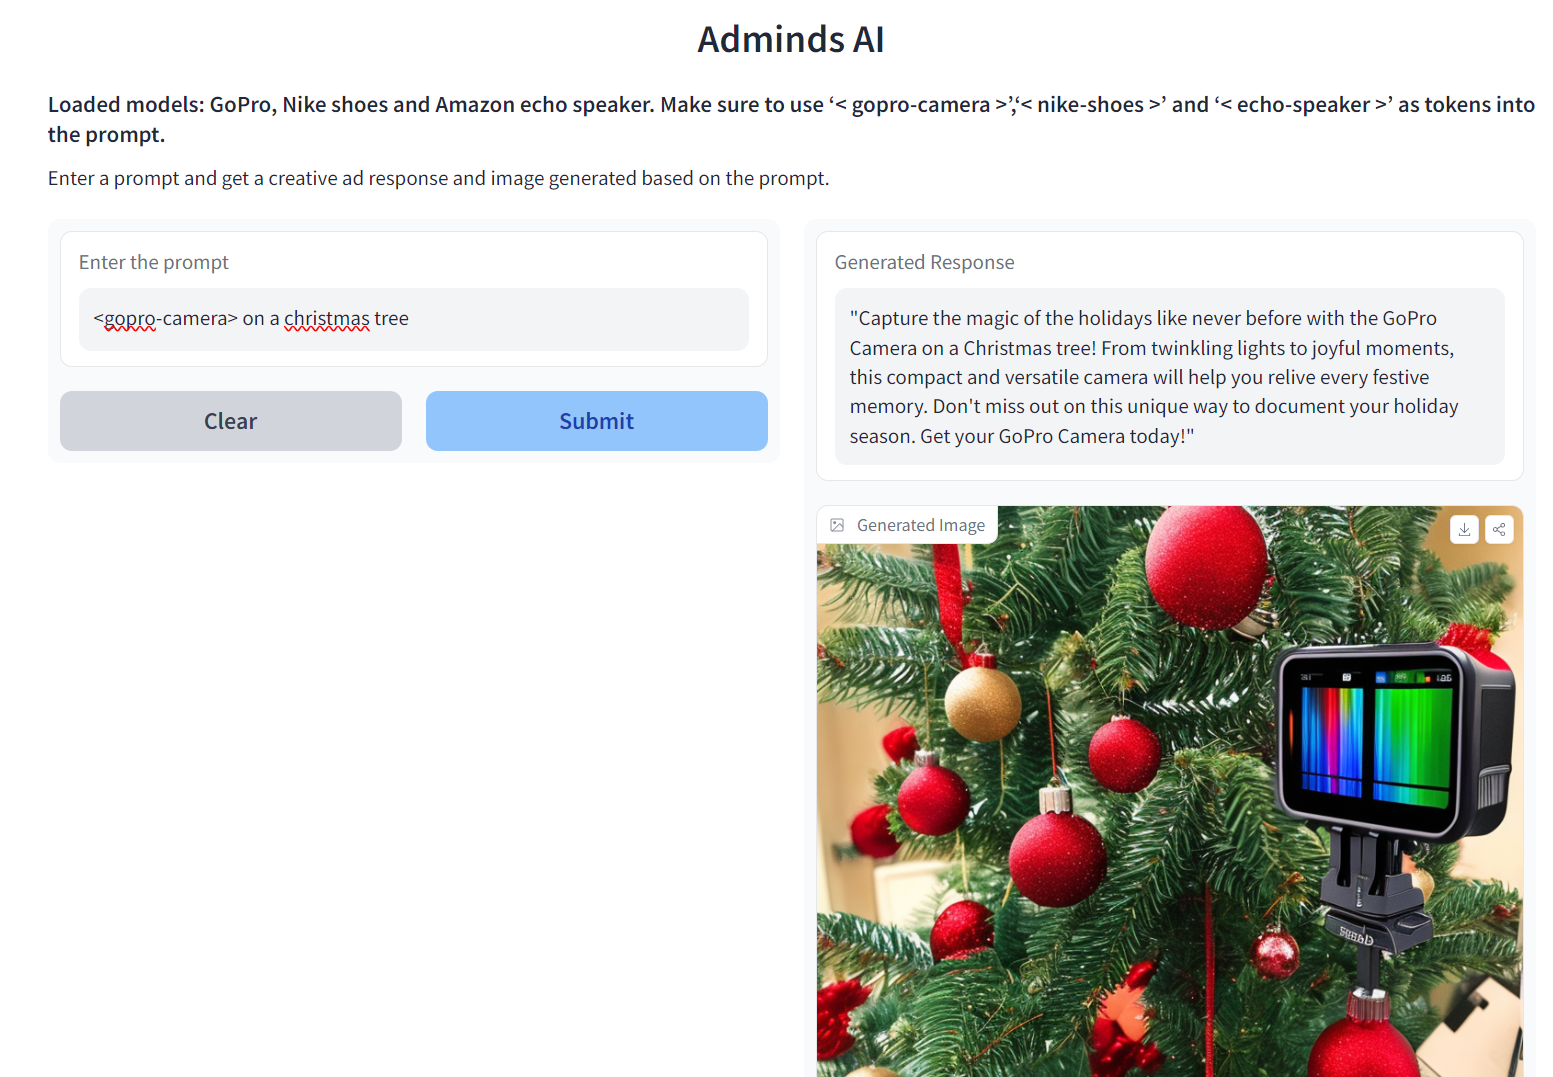 Adminds AI
Loaded models: GoPro, Nike shoes and Amazon echo speaker. Make sure to use ‘< gopro-camera >’,‘< nike-shoes >’ and ‘< echo-speaker >’ as tokens into
the prompt.
Enter a prompt and get a creative ad response and image generated based on the prompt.
Enter the prompt
<gopro-camera> on a christmas tree
Clear
Submit
Generated Response
"Capture the magic of the holidays like never before with the GoPro
Camera on a Christmas tree! From twinkling lights to joyful moments,
this compact and versatile camera will help you relive every festive
memory. Don't miss out on this unique way to document your holiday
season. Get your GoPro Camera today!"
Generated Image